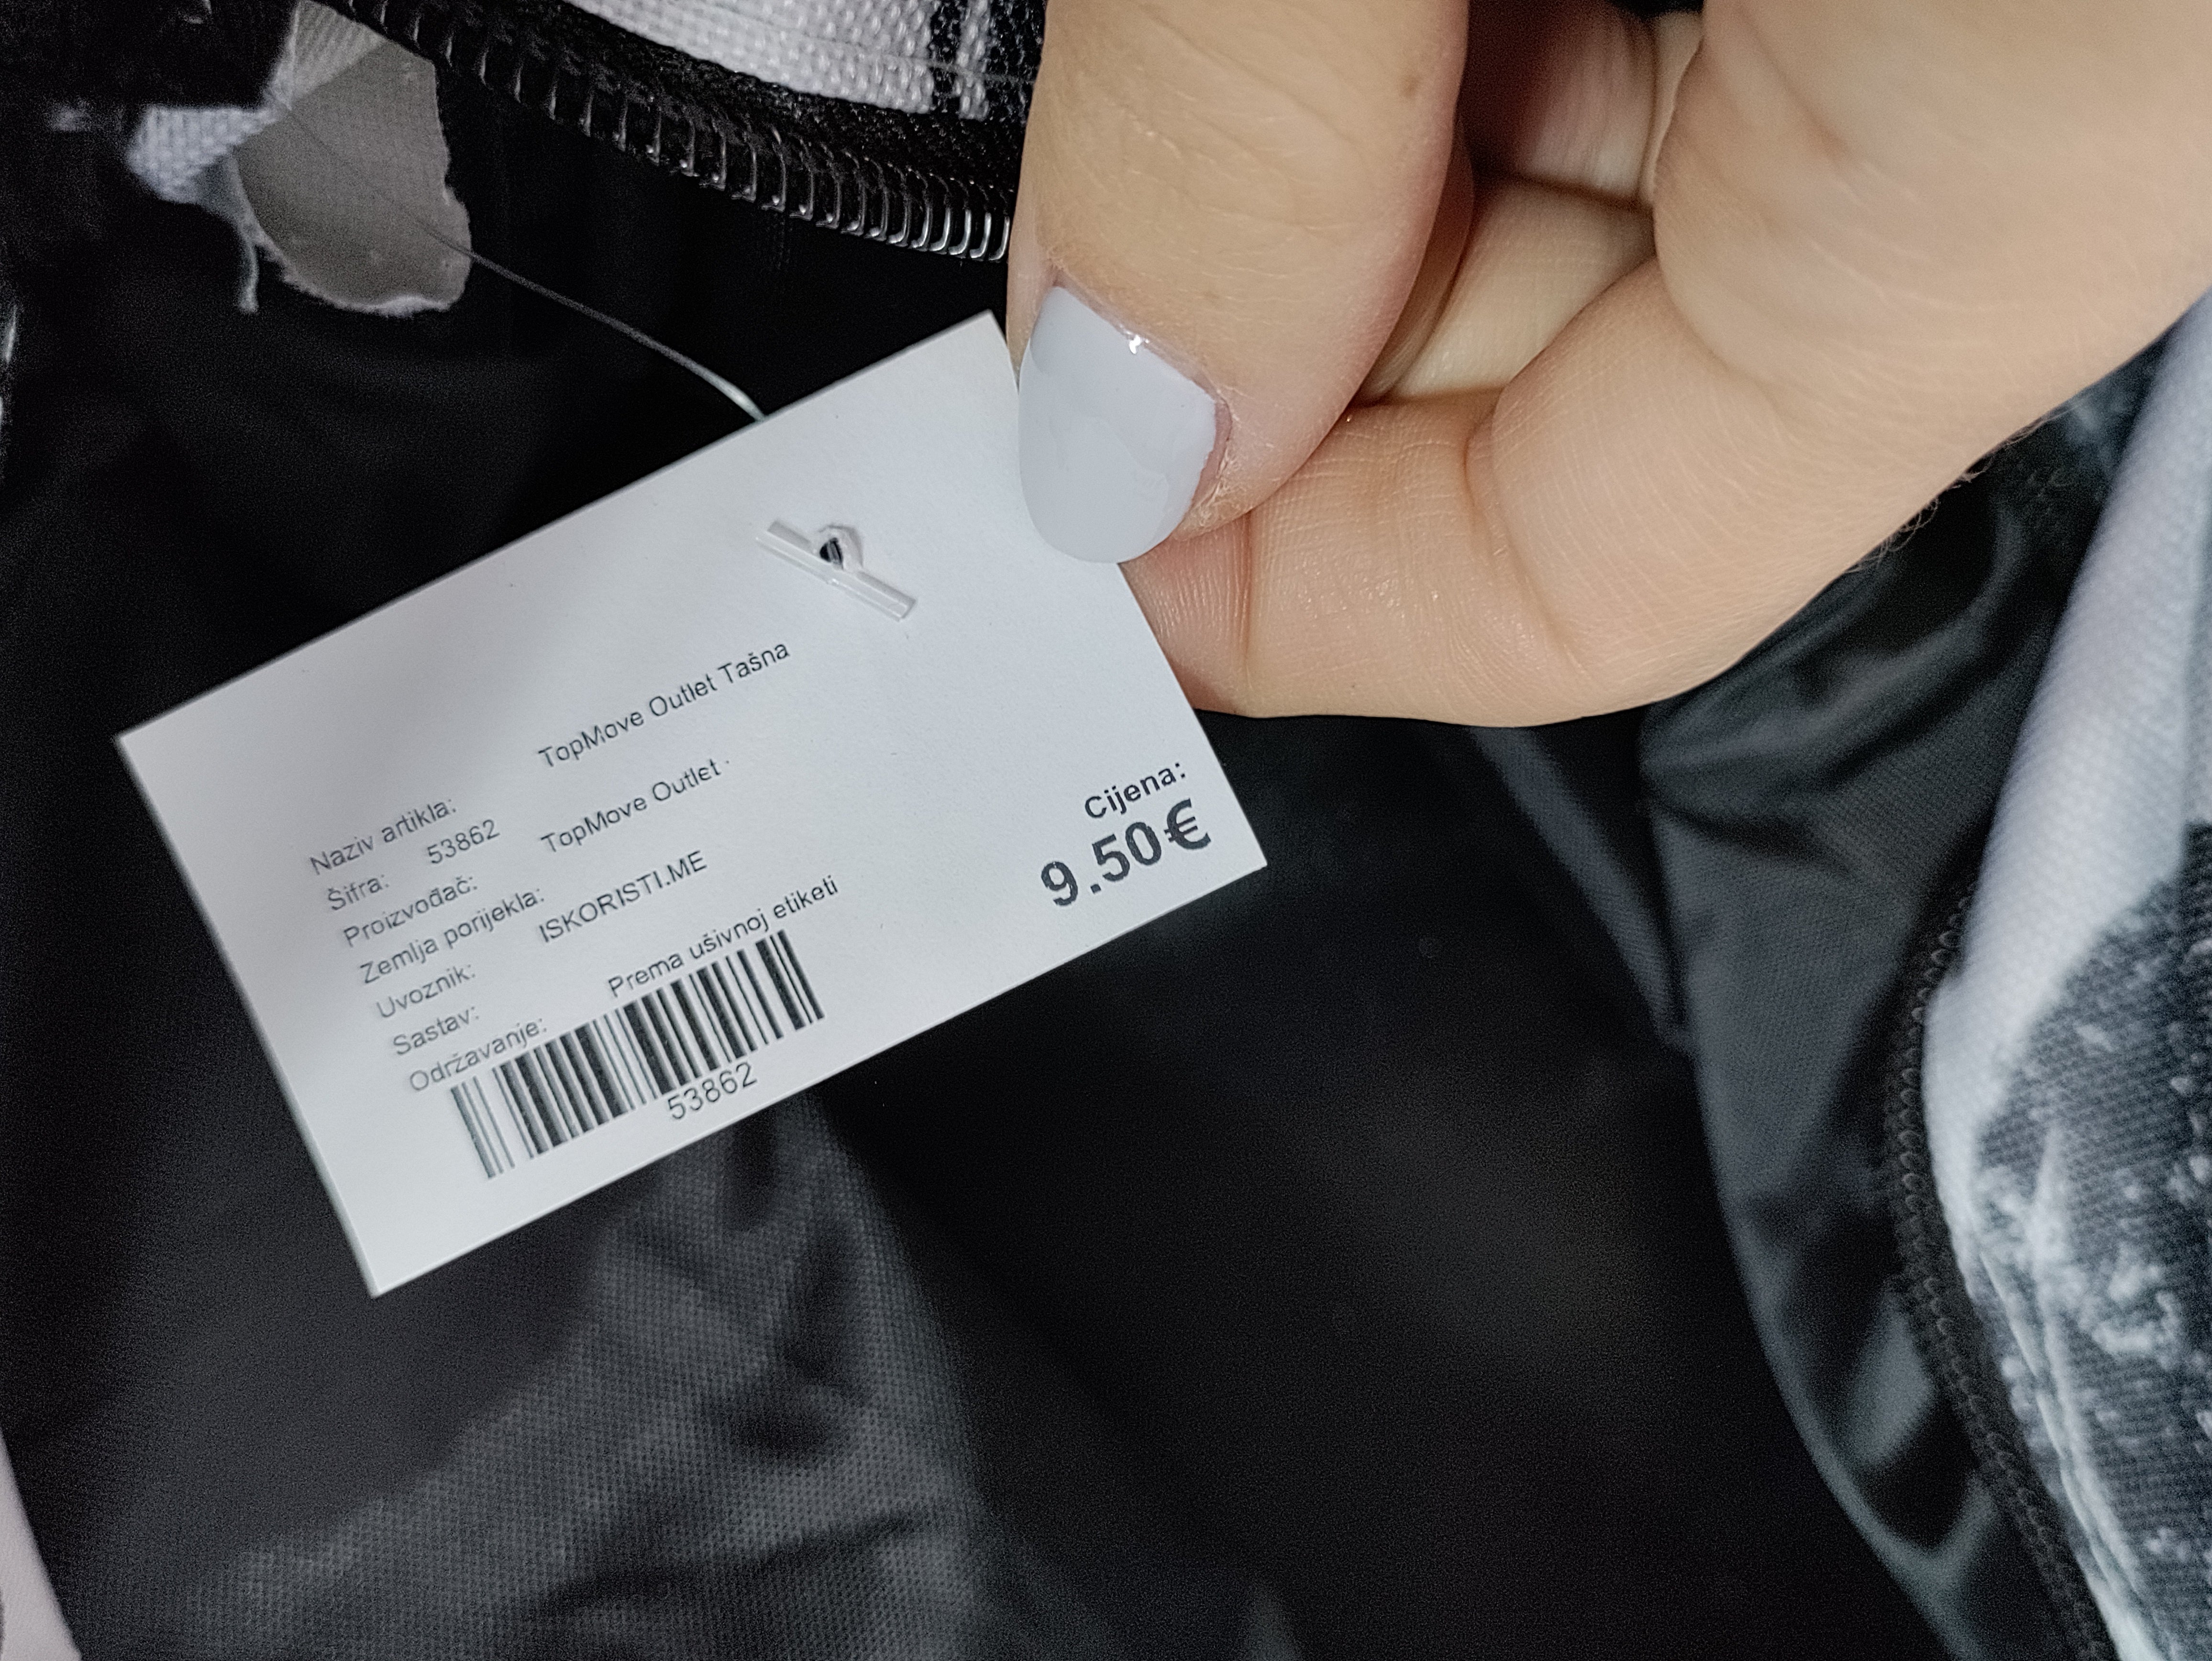 Naziv artikla: TopMove Outlet Tašna
Šifra: 53862
Proizvođač: TopMove Outlet
Zemlja porijekla:
Uvoznik: ISKORISTI.ME
Sastav:
Održavanje: Prema ušivnoj etiketi
53862
Cijena:
9.50€